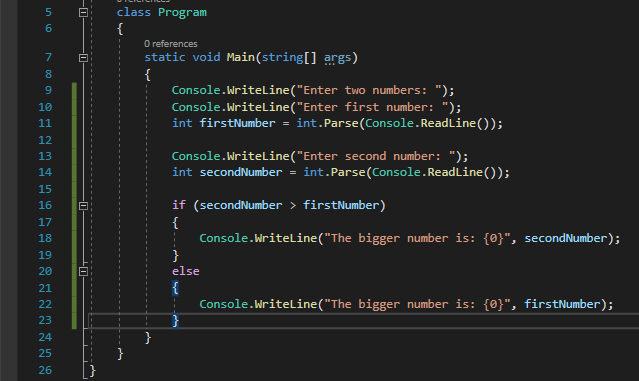 0 references
5 class Program
6 {
0 references
7 static void Main(string[] args)
8 {
9 Console.WriteLine("Enter two numbers: ");
10 Console.WriteLine("Enter first number: ");
11 int firstNumber = int.Parse(Console.ReadLine());
12
13 Console.WriteLine("Enter second number: ");
14 int secondNumber = int.Parse(Console.ReadLine());
15
16 if (secondNumber > firstNumber)
17 {
18 Console.WriteLine("The bigger number is: {0}", secondNumber);
19 }
20 else
21 {
22 Console.WriteLine("The bigger number is: {0}", firstNumber);
23 }
24 }
25 }
26 }